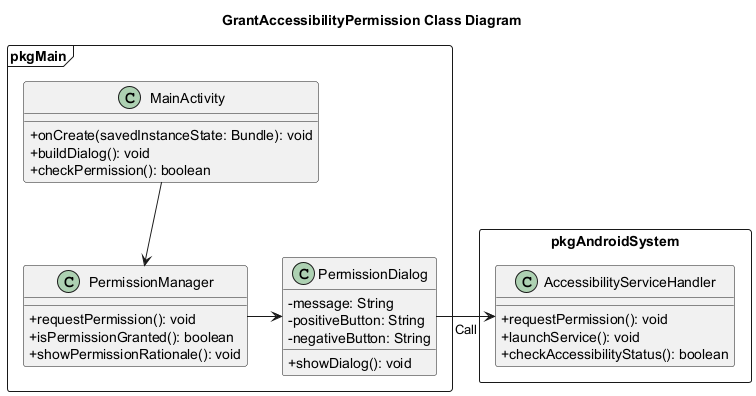 GrantAccessibilityPermission Class Diagram
pkgMain
C MainActivity
+onCreate(savedInstanceState: Bundle): void
+buildDialog(): void
+checkPermission(): boolean
C PermissionManager
+requestPermission(): void
+isPermissionGranted(): boolean
+showPermissionRationale(): void
C PermissionDialog
-message: String
-positiveButton: String
-negativeButton: String
+showDialog(): void
Call
pkgAndroidSystem
C AccessibilityServiceHandler
+requestPermission(): void
+launchService(): void
+checkAccessibilityStatus(): boolean